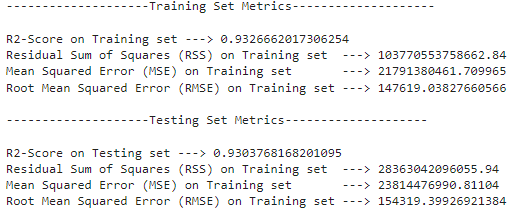 --------------------Training Set Metrics--------------------
R2-Score on Training set ---> 0.9326662017306254
Residual Sum of Squares (RSS) on Training set  ---> 103770553758662.84
Mean Squared Error (MSE) on Training set       ---> 21791380461.709965
Root Mean Squared Error (RMSE) on Training set ---> 147619.03827660566
--------------------Testing Set Metrics--------------------
R2-Score on Testing set ---> 0.9303768168201095
Residual Sum of Squares (RSS) on Training set  ---> 28363042096055.94
Mean Squared Error (MSE) on Training set       ---> 23814476990.81104
Root Mean Squared Error (RMSE) on Training set ---> 154319.39926921384